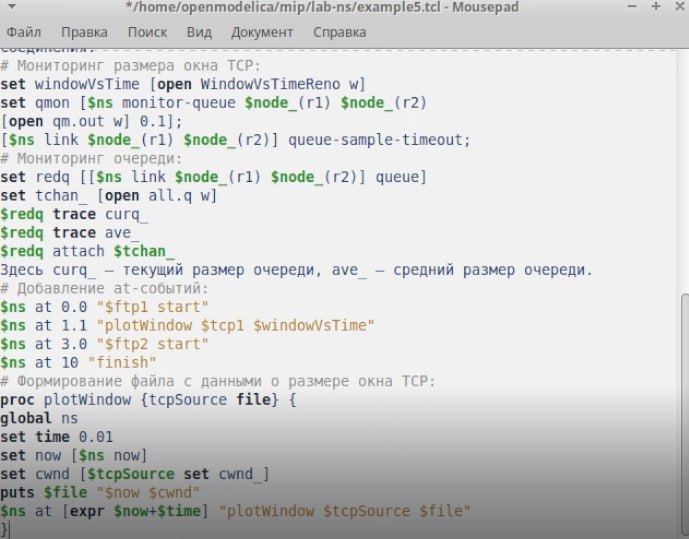 */home/openmodelica/mip/lab-ns/example5.tcl - Mousepad
Файл Правка Поиск Вид Документ Справка
соединения:
# Мониторинг размера окна TCP:
set windowVsTime [open WindowVsTimeReno w]
set qmon [$ns monitor-queue $node_(r1) $node_(r2)
[open qm.out w] 0.1];
[$ns link $node_(r1) $node_(r2)] queue-sample-timeout;
# Мониторинг очереди:
set redq [[$ns link $node_(r1) $node_(r2)] queue]
set tchan_ [open all.q w]
$redq trace curq_
$redq trace ave_
$redq attach $tchan_
Здесь curq_ — текущий размер очереди, ave_ — средний размер очереди.
# Добавление at-событий:
$ns at 0.0 "$ftp1 start"
$ns at 1.1 "plotWindow $tcp1 $windowVsTime"
$ns at 3.0 "$ftp2 start"
$ns at 10 "finish"
# Формирование файла с данными о размере окна TCP:
proc plotWindow {tcpSource file} {
global ns
set time 0.01
set now [$ns now]
set cwnd [$tcpSource set cwnd_]
puts $file "$now $cwnd"
$ns at [expr $now+$time] "plotWindow $tcpSource $file"
}